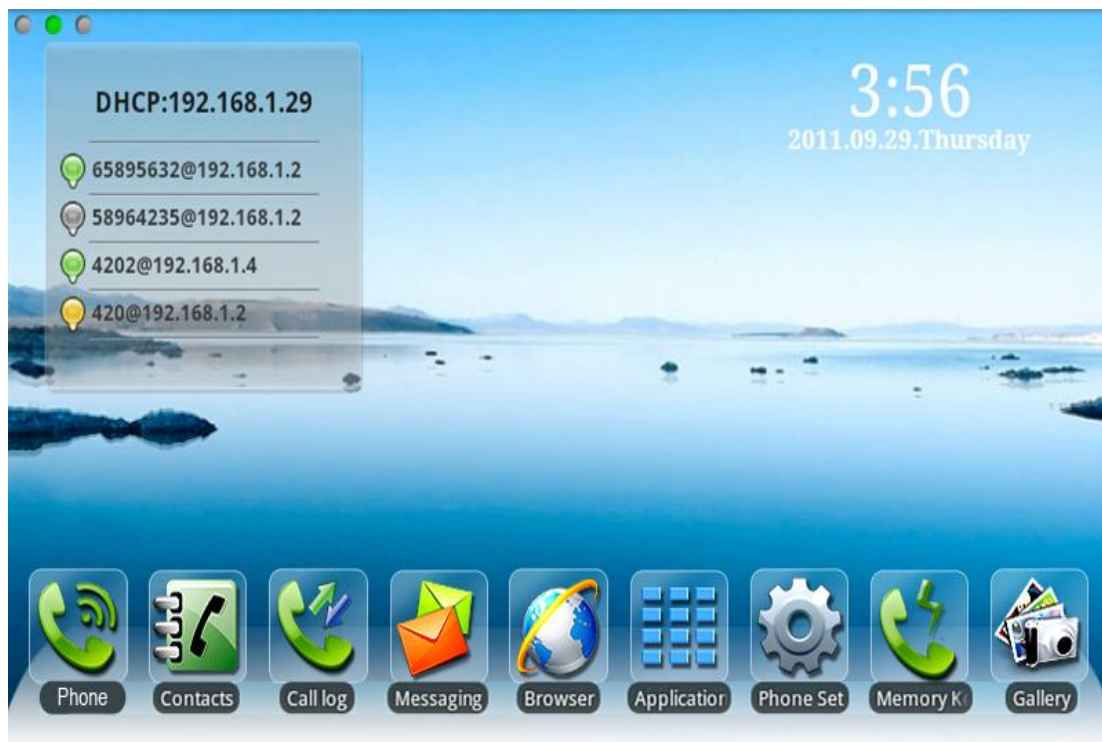 DHCP:192.168.1.29
65895632@192.168.1.2
58964235@192.168.1.2
4202@192.168.1.4
420@192.168.1.2
3:56
2011.09.29.Thursday
Phone Contacts Call log Messaging Browser Application Phone Set Memory Ke Gallery